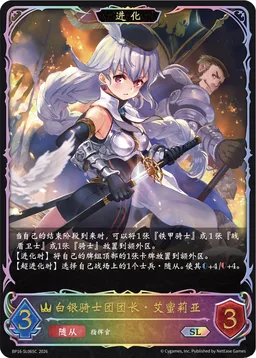 进化
当自己的结束阶段到来时，可以将1张『铁甲骑士』或1张『践
盾卫士』或1张『骑士』放置到额外区。
【进化时】将自己的牌组顶部的1张卡牌放置到额外区。
【超进化时】选择自己战场上的1个士兵·随从。使其+4/+4。
3
白银骑士团团长·艾蜜莉亚
3
随从
指挥官
SL
BP16-SL06SC 2026
© Cygames, Inc. Published by NetEase Games